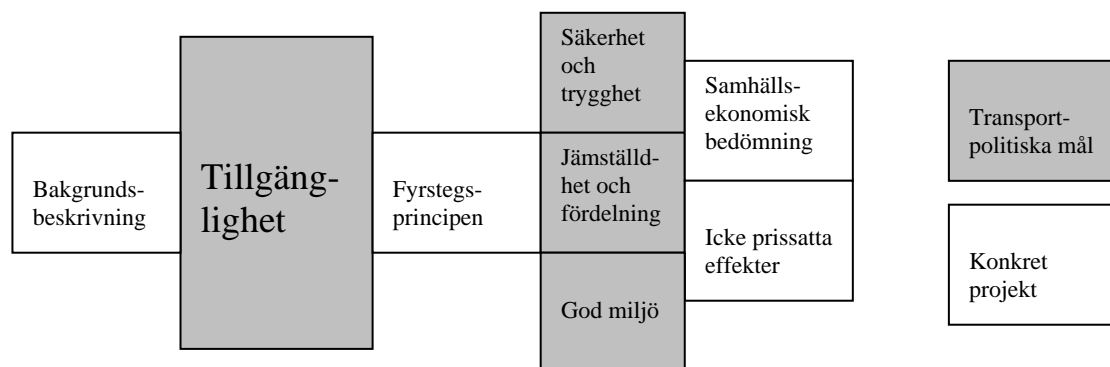 Bakgrunds-
beskrivning
Tillgäng-
lighet
Fyrstegs-
principen
Säkerhet
och
trygghet
Jämställd-
het och
fördelning
God miljö
Samhälls-
ekonomisk
bedömning
Icke prissatta
effekter
Transport-
politiska mål
Konkret
projekt